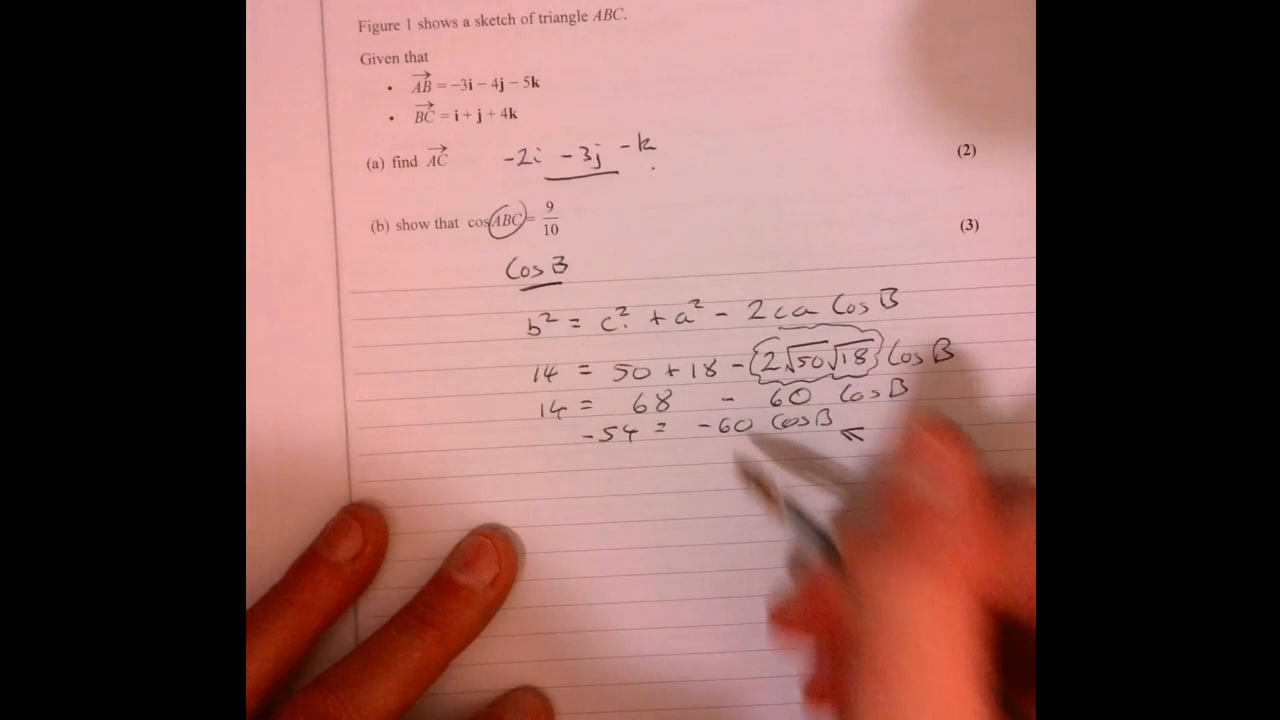 Figure 1 shows a sketch of triangle ABC.
Given that
• AB = −3i − 4j − 5k
• BC = i + j + 4k
(a) find AC -2i -3j -k (2)
(b) show that cosABC = 9/10 (3)
Cos B
b² = c² + a² - 2ca Cos B
14 = 50 + 18 - (2√50√18) Cos B
14 = 68 - 60 Cos B
-54 = -60 Cos B